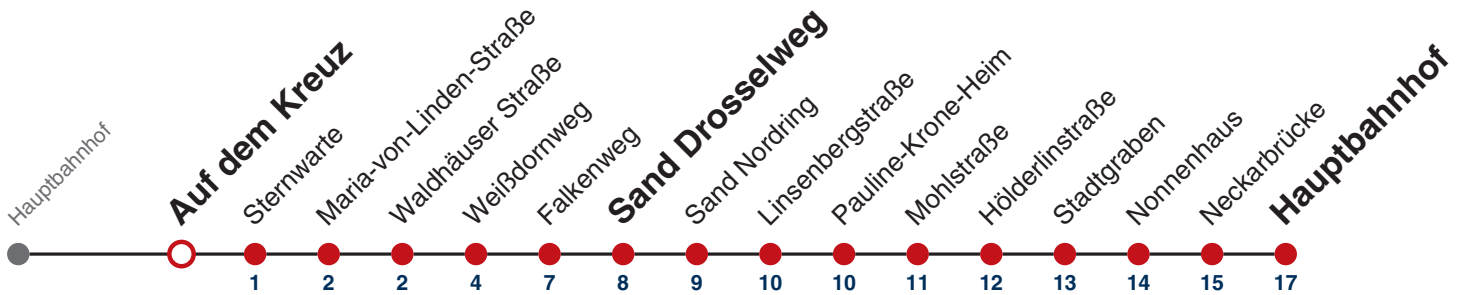 Hauptbahnhof
Auf dem Kreuz
Sternwarte
Maria-von-Linden-Straße
Waldhäuser Straße
Weißdornweg
Falkenweg
Sand Drosselweg
Sand Nordring
Linsenbergstraße
Pauline-Krone-Heim
Mohlstraße
Hölderlinstraße
Stadtgraben
Nonnenhaus
Neckarbrücke
Hauptbahnhof
1 2 2 4 7 8 9 10 10 11 12 13 14 15 17